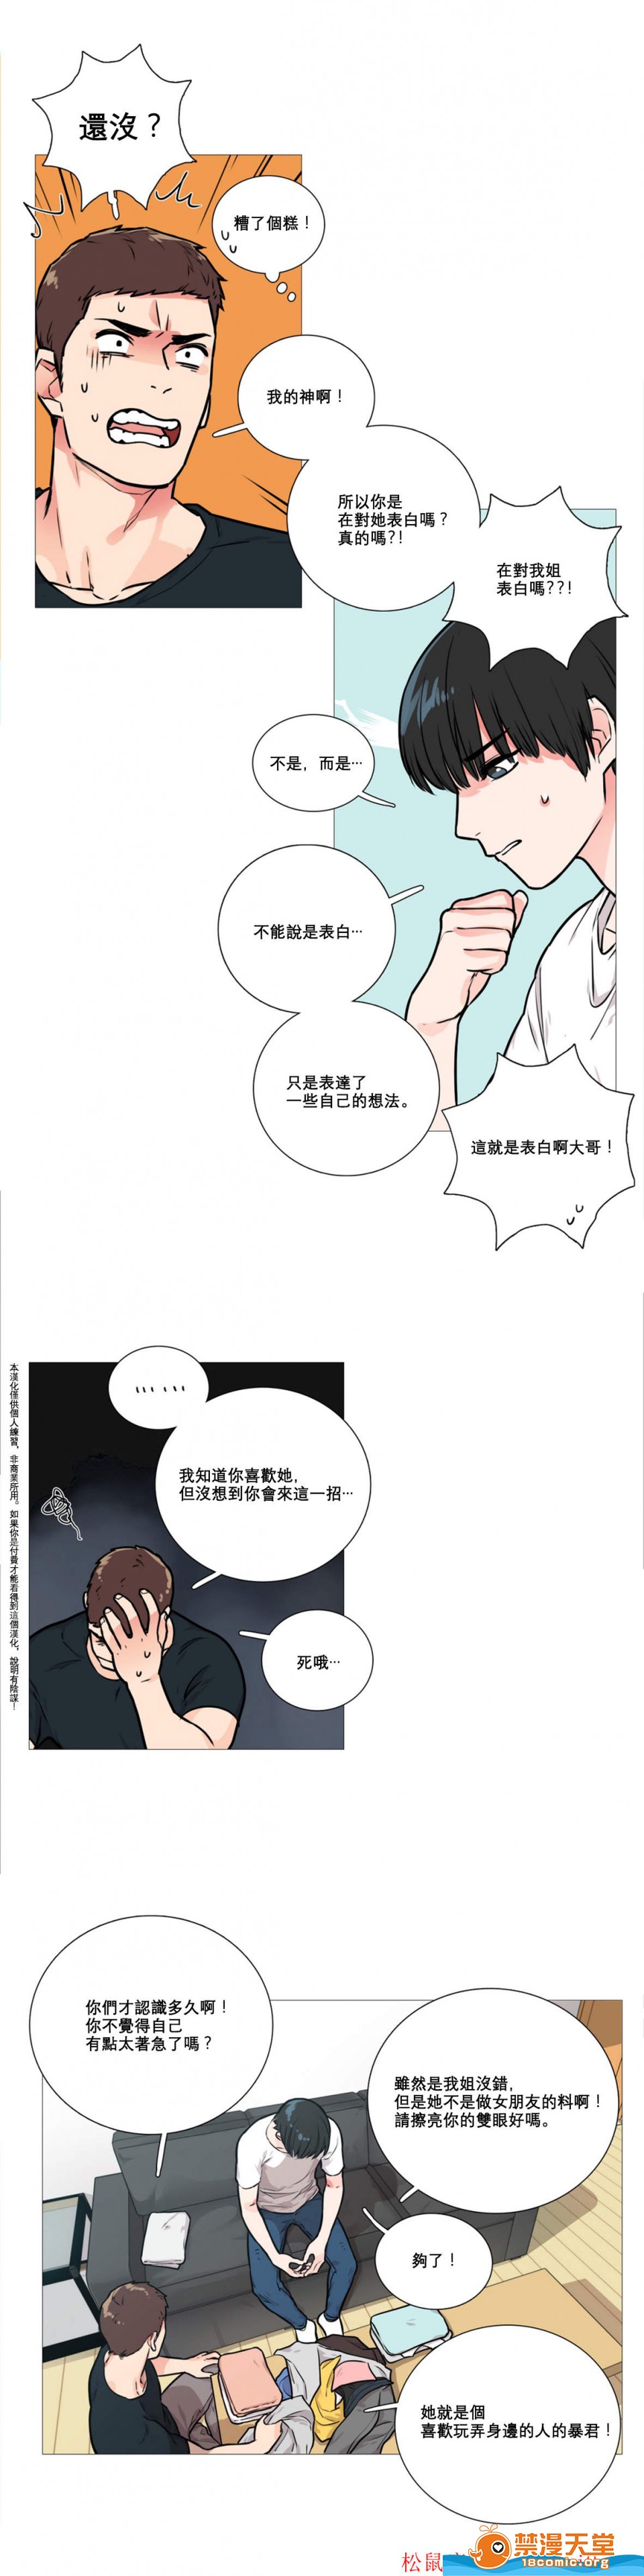 還沒？
糟了個糕！
我的神啊！
所以你是
在對她表白嗎？
真的嗎?!
在對我姐
表白嗎??!
不是，而是…
不能說是表白…
只是表達了
一些自己的想法。
這就是表白啊大哥！
本漢化僅供個人練習，非商業所用。如果你是付費才能看得到這個漢化，說明有陰謀！
……
我知道你喜歡她，
但沒想到你會來這一招…
死哦…
你們才認識多久啊！
你不覺得自己
有點太著急了嗎？
雖然是我姐沒錯，
但是她不是做女朋友的料啊！
請擦亮你的雙眼好嗎。
夠了！
她就是個
喜歡玩弄身邊的人的暴君！
松鼠
禁漫天堂
18comic.org